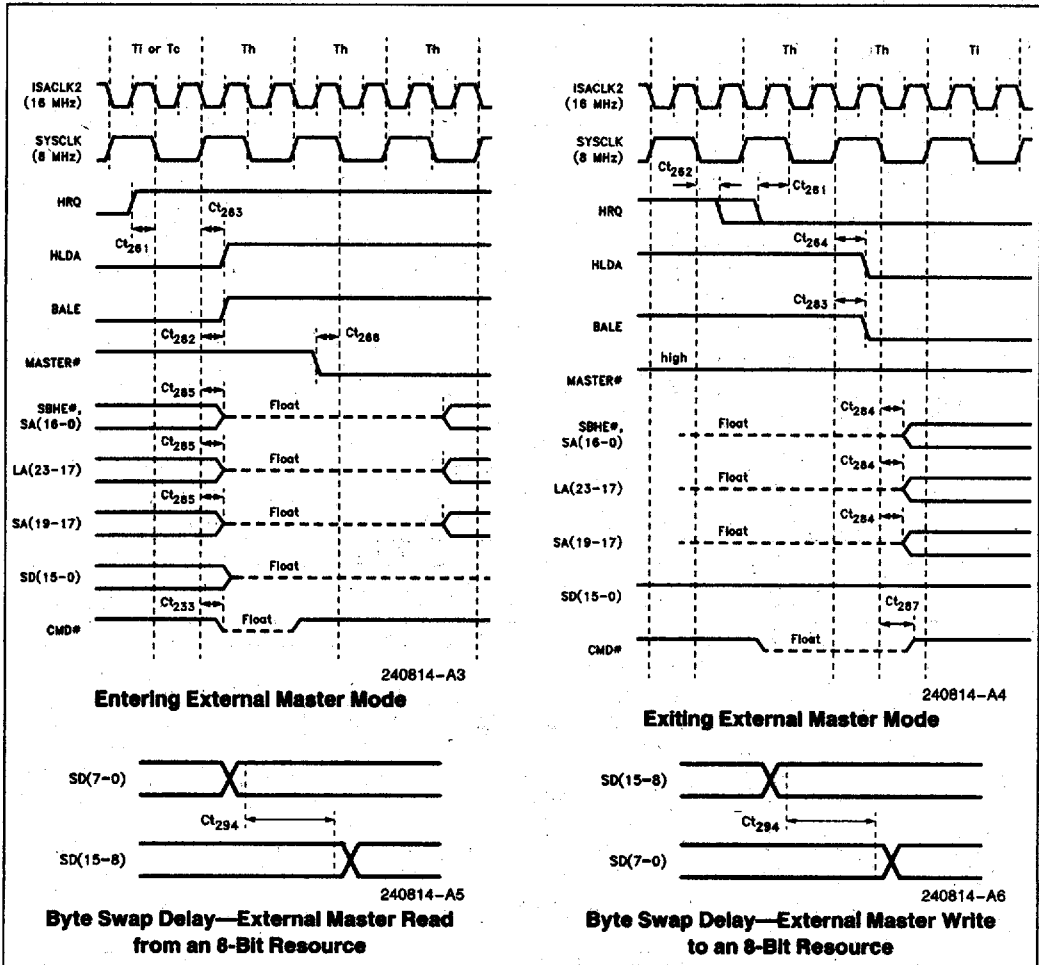 Ti or Tc Th Th Th
ISACLK2
(16 MHz)
SYSCLK
(8 MHz)
HRQ
Ct261
Ct263
HLDA
BALE
Ct282
Ct266
MASTER#
Ct285
SBHE#,
SA(16-0)
Float
Ct285
LA(23-17)
Float
Ct285
SA(19-17)
Float
SD(15-0)
Float
Ct233
CMD#
Float
240814-A3
Entering External Master Mode
Th Th Ti
ISACLK2
(16 MHz)
SYSCLK
(8 MHz)
Ct262
Ct261
HRQ
Ct264
HLDA
Ct283
BALE
high
MASTER#
Ct284
SBHE#,
SA(16-0)
Float
Ct284
LA(23-17)
Float
Ct284
SA(19-17)
Float
SD(15-0)
Ct287
CMD#
Float
240814-A4
Exiting External Master Mode
SD(7-0)
Ct294
SD(15-8)
240814-A5
Byte Swap Delay—External Master Read
from an 8-Bit Resource
SD(15-8)
Ct294
SD(7-0)
240814-A6
Byte Swap Delay—External Master Write
to an 8-Bit Resource